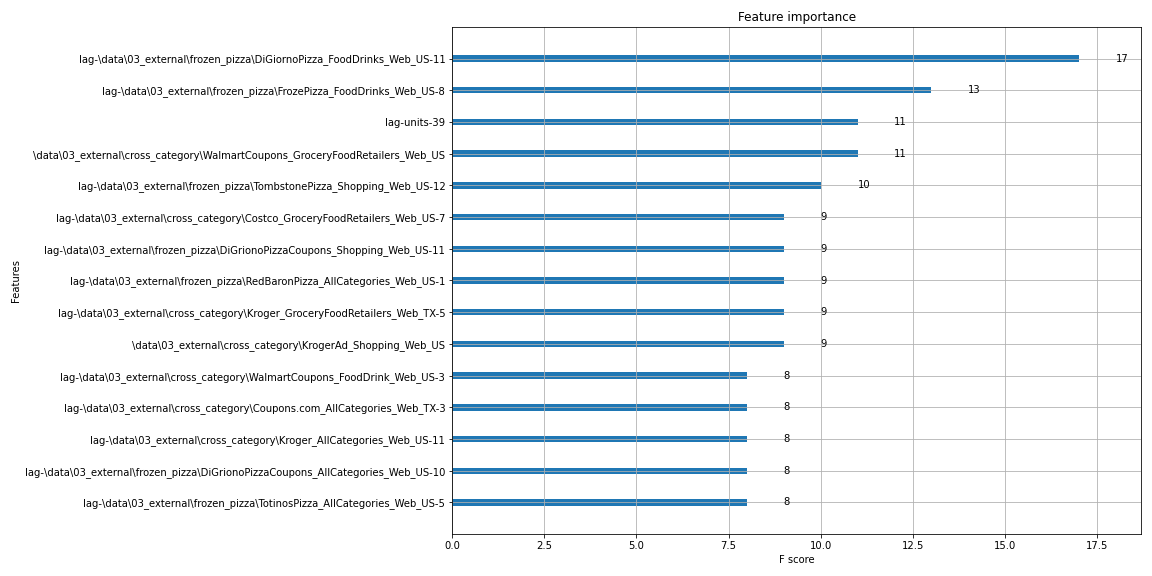 Feature importance
lag-\data\03_external\frozen_pizza\DiGiornoPizza_FoodDrinks_Web_US-11 17
lag-\data\03_external\frozen_pizza\FrozePizza_FoodDrinks_Web_US-8 13
lag-units-39 11
\data\03_external\cross_category\WalmartCoupons_GroceryFoodRetailers_Web_US 11
lag-\data\03_external\frozen_pizza\TombstonePizza_Shopping_Web_US-12 10
lag-\data\03_external\cross_category\Costco_GroceryFoodRetailers_Web_US-7 9
lag-\data\03_external\frozen_pizza\DiGrionoPizzaCoupons_Shopping_Web_US-11 9
lag-\data\03_external\frozen_pizza\RedBaronPizza_AllCategories_Web_US-1 9
lag-\data\03_external\cross_category\Kroger_GroceryFoodRetailers_Web_TX-5 9
\data\03_external\cross_category\KrogerAd_Shopping_Web_US 9
lag-\data\03_external\cross_category\WalmartCoupons_FoodDrink_Web_US-3 8
lag-\data\03_external\cross_category\Coupons.com_AllCategories_Web_TX-3 8
lag-\data\03_external\cross_category\Kroger_AllCategories_Web_US-11 8
lag-\data\03_external\frozen_pizza\DiGrionoPizzaCoupons_AllCategories_Web_US-10 8
lag-\data\03_external\frozen_pizza\TotinosPizza_AllCategories_Web_US-5 8
Features
0.0 2.5 5.0 7.5 10.0 12.5 15.0 17.5
F score